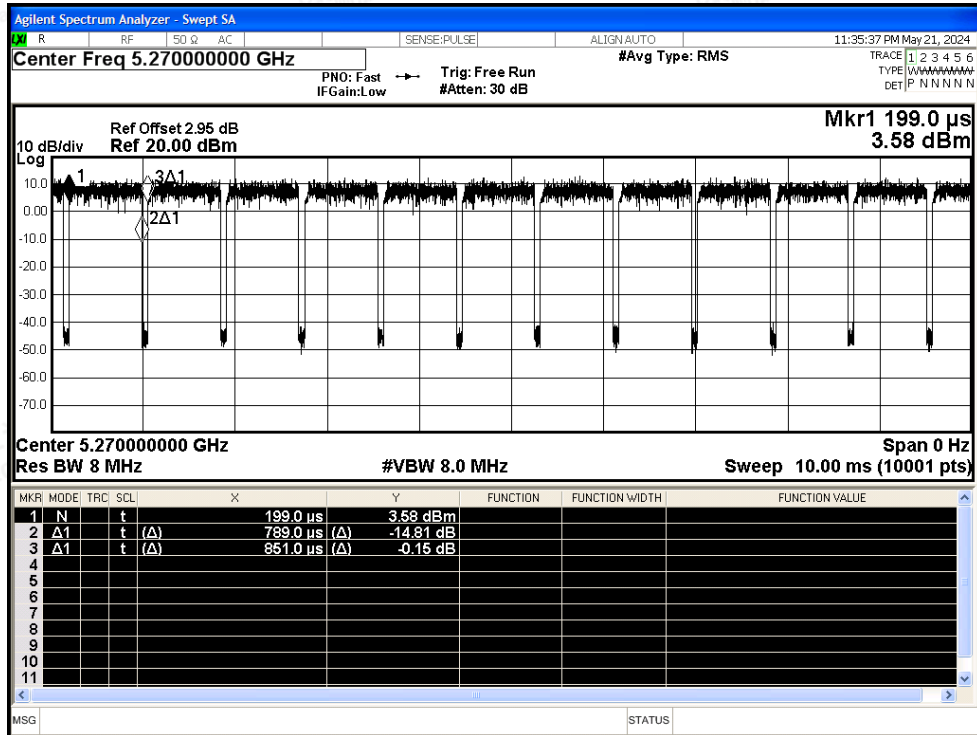 Agilent Spectrum Analyzer - Swept SA
LXI R RF 50 Ω AC SENSE:PULSE ALIGN AUTO 11:35:37 PM May 21, 2024
Center Freq 5.270000000 GHz #Avg Type: RMS TRACE 1 2 3 4 5 6
PNO: Fast Trig: Free Run TYPE WWWWWW
IFGain:Low #Atten: 30 dB DET P N N N N N
Mkr1 199.0 µs
Ref Offset 2.95 dB
10 dB/div Ref 20.00 dBm 3.58 dBm
Log
1 3Δ1
10.0
0.00 2Δ1
-10.0
-20.0
-30.0
-40.0
-50.0
-60.0
-70.0
Center 5.270000000 GHz Span 0 Hz
Res BW 8 MHz #VBW 8.0 MHz Sweep 10.00 ms (10001 pts)
MKR MODE TRC SCL X Y FUNCTION FUNCTION WIDTH FUNCTION VALUE
1 N t 199.0 µs 3.58 dBm
2 Δ1 t (Δ) 789.0 µs (Δ) -14.81 dB
3 Δ1 t (Δ) 851.0 µs (Δ) -0.15 dB
4
5
6
7
8
9
10
11
MSG STATUS